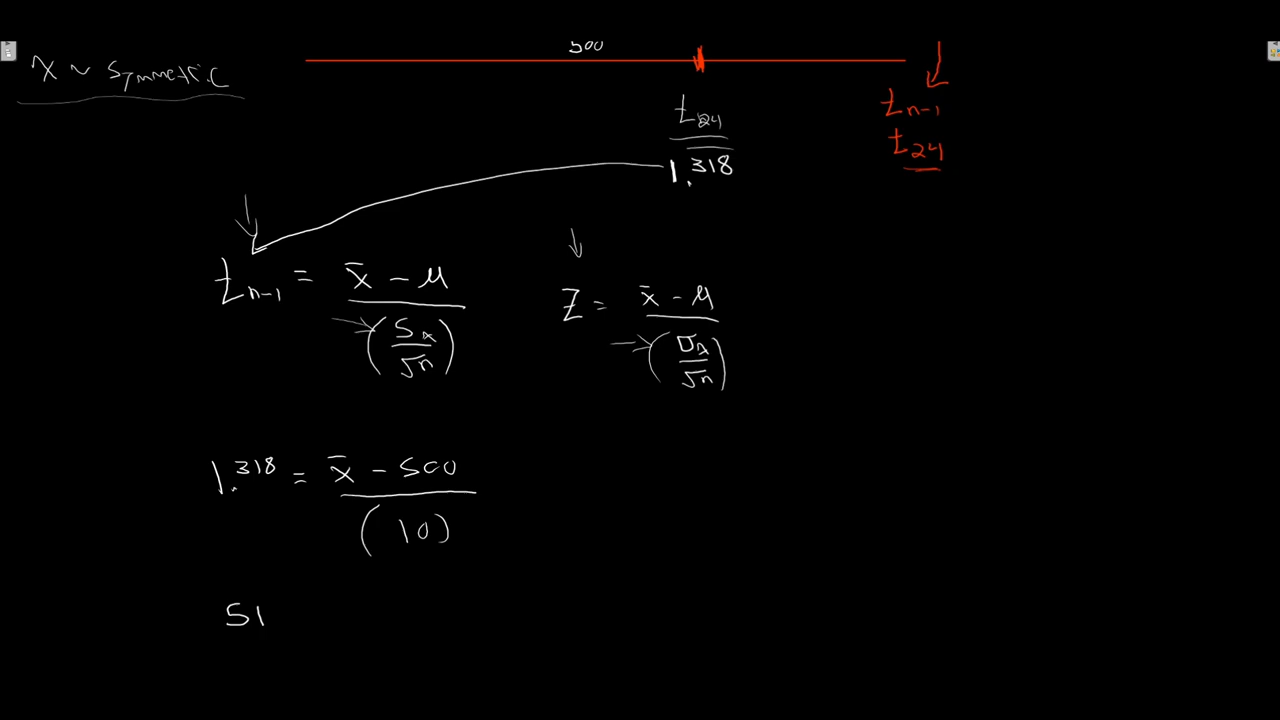 500
X ~ Symmetric
t24
1.318
tn-1
t24
tn-1 = x̄ - μ / (Sx / √n)
Z = x̄ - μ / (σx / √n)
1.318 = x̄ - 500 / (10)
51